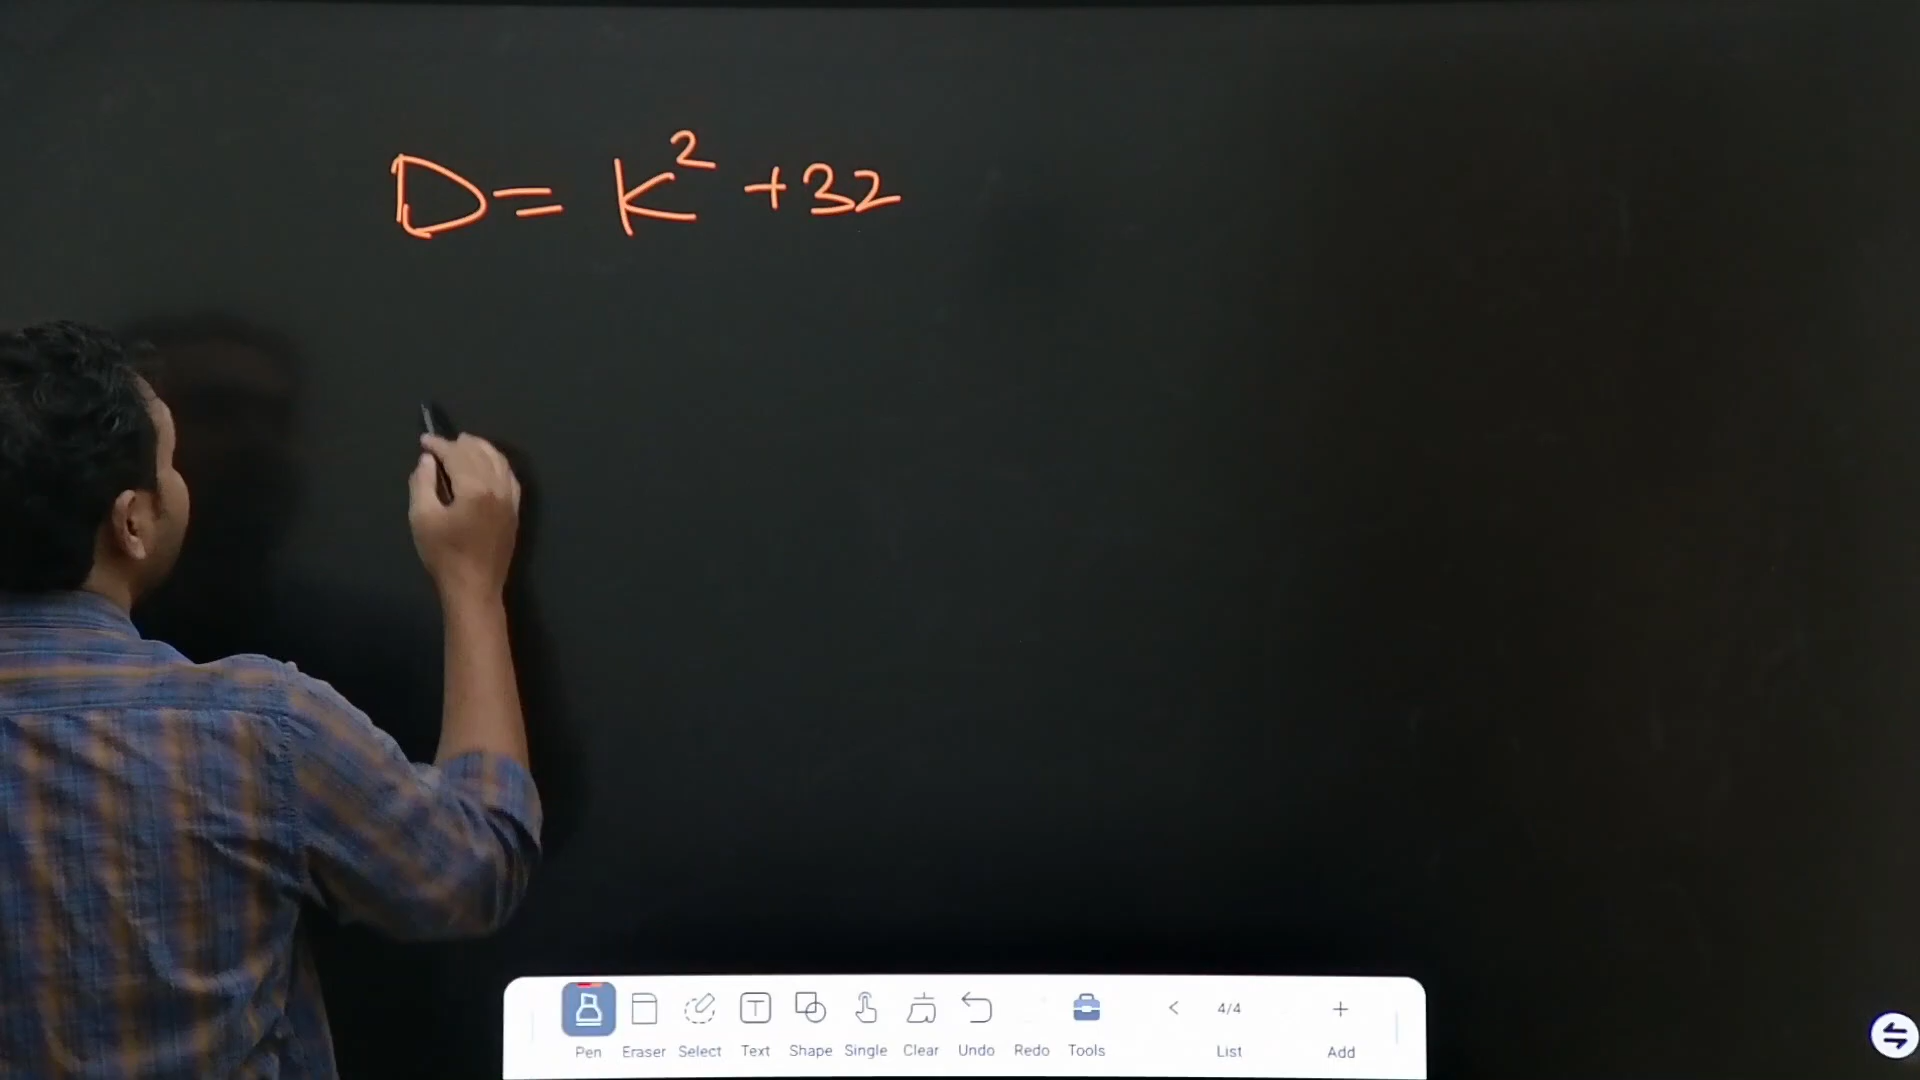 D = K² + 32
Pen Eraser Select Text Shape Single Clear Undo Redo Tools < 4/4 List + Add